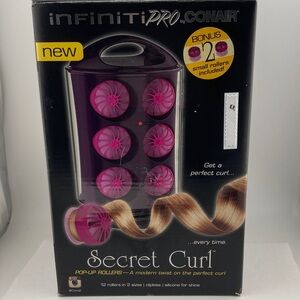 INFINITIPRO.CONAIR
new
BONUS
2
small rollers
included!
Get a
perfect curl...
...every time.
Secret Curl
POP-UP ROLLERS—A modern twist on the perfect curl
12 rollers in 2 sizes | clipless | silicone for shine